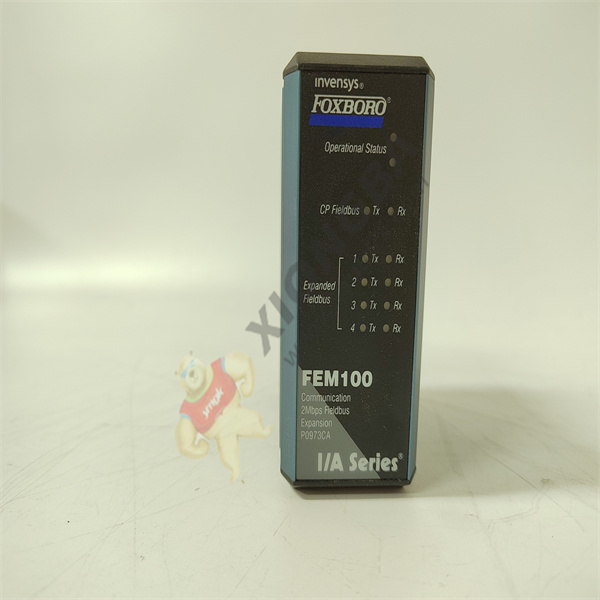 invensys®
FOXBORO®
Operational Status
CP Fieldbus Tx Rx
1 Tx Rx
Expanded Fieldbus
2 Tx Rx
3 Tx Rx
4 Tx Rx
FEM100
Communication
2Mbps Fieldbus
Expansion
P0973CA
I/A Series®
ymgk